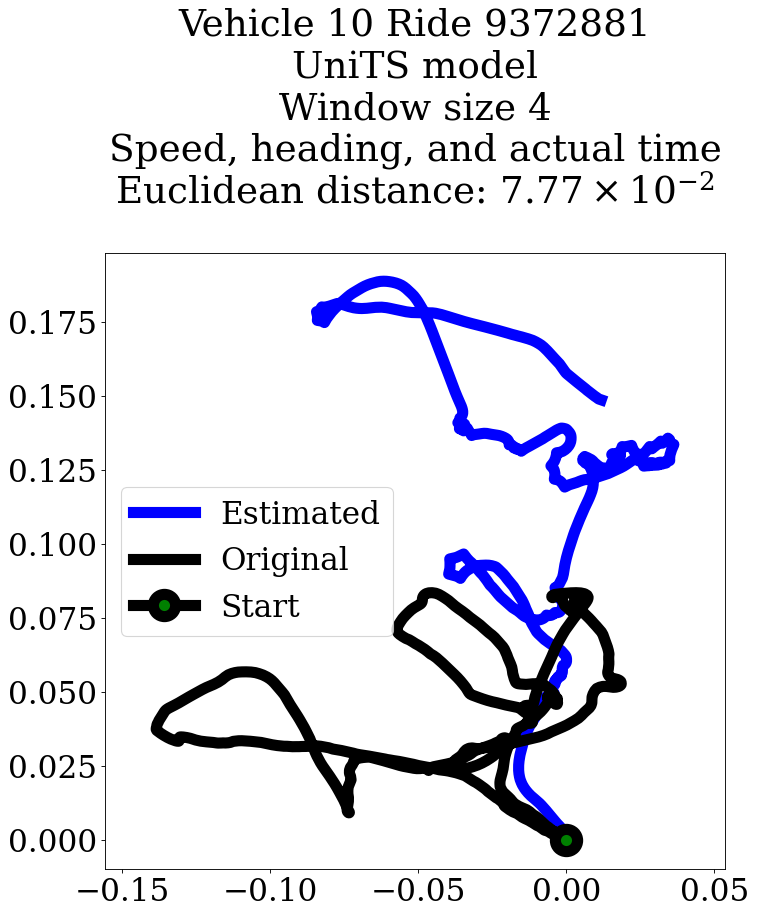 Vehicle 10 Ride 9372881
UniTS model
Window size 4
Speed, heading, and actual time
Euclidean distance: 7.77 × 10⁻²
0.175
0.150
0.125
0.100
0.075
0.050
0.025
0.000
Estimated
Original
Start
−0.15 −0.10 −0.05 0.00 0.05